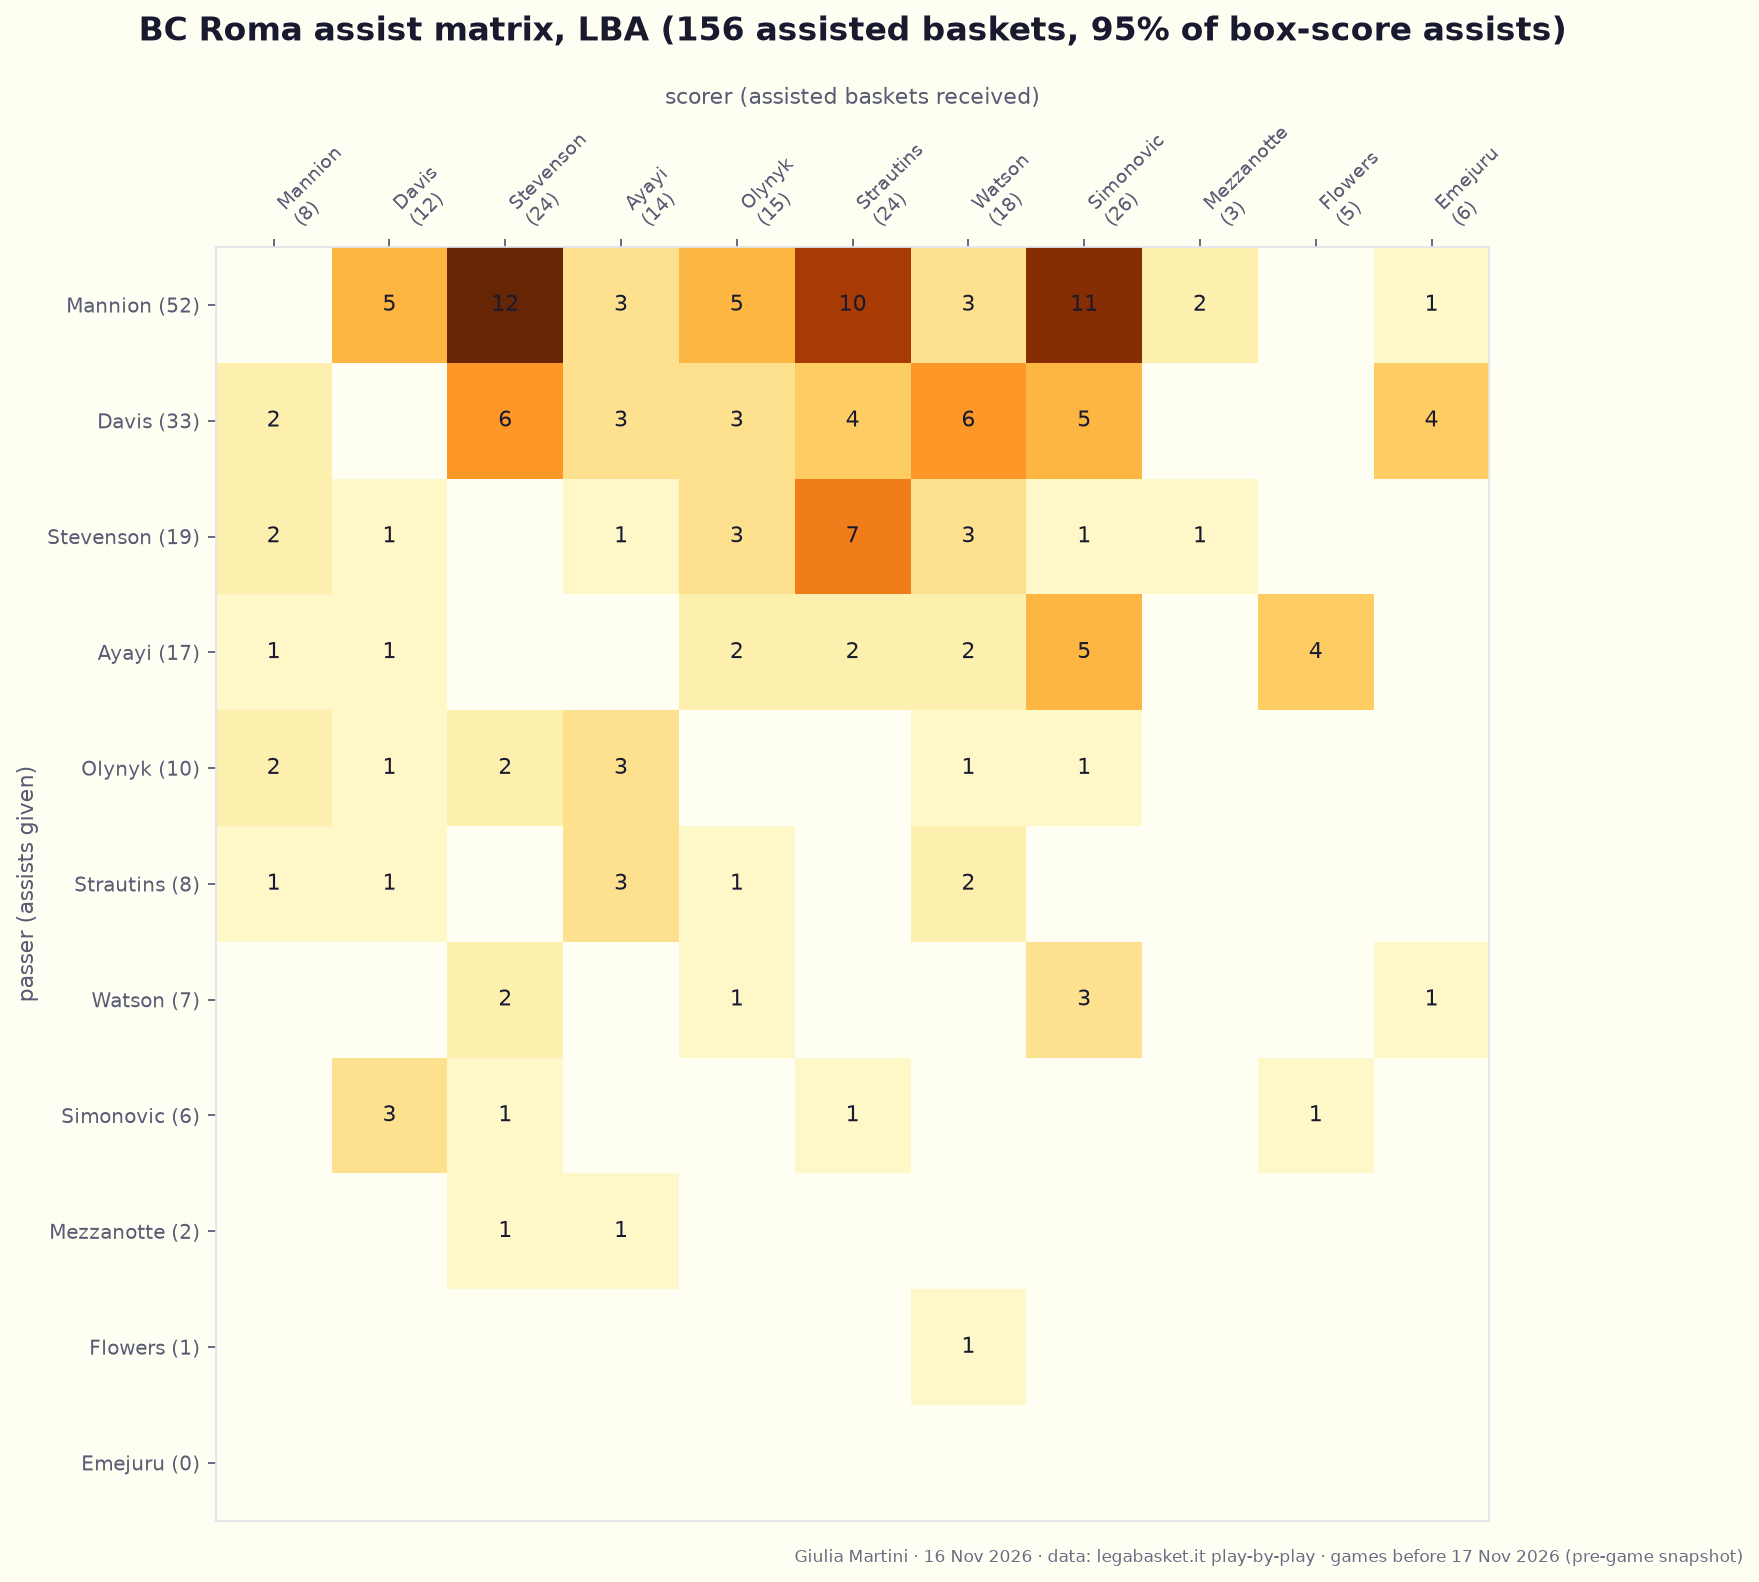 BC Roma assist matrix, LBA (156 assisted baskets, 95% of box-score assists)
scorer (assisted baskets received)
Mannion
(8)
Davis
(12)
Stevenson
(24)
Ayayi
(14)
Olynyk
(15)
Strautins
(24)
Watson
(18)
Simonovic
(26)
Mezzanotte
(3)
Flowers
(5)
Emejuru
(6)
passer (assists given)
Mannion (52) 5 12 3 5 10 3 11 2 1
Davis (33) 2 6 3 3 4 6 5 4
Stevenson (19) 2 1 1 3 7 3 1 1
Ayayi (17) 1 1 2 2 2 5 4
Olynyk (10) 2 1 2 3 1 1
Strautins (8) 1 1 3 1 2
Watson (7) 2 1 3 1
Simonovic (6) 3 1 1 1
Mezzanotte (2) 1 1
Flowers (1) 1
Emejuru (0)
Giulia Martini · 16 Nov 2026 · data: legabasket.it play-by-play · games before 17 Nov 2026 (pre-game snapshot)